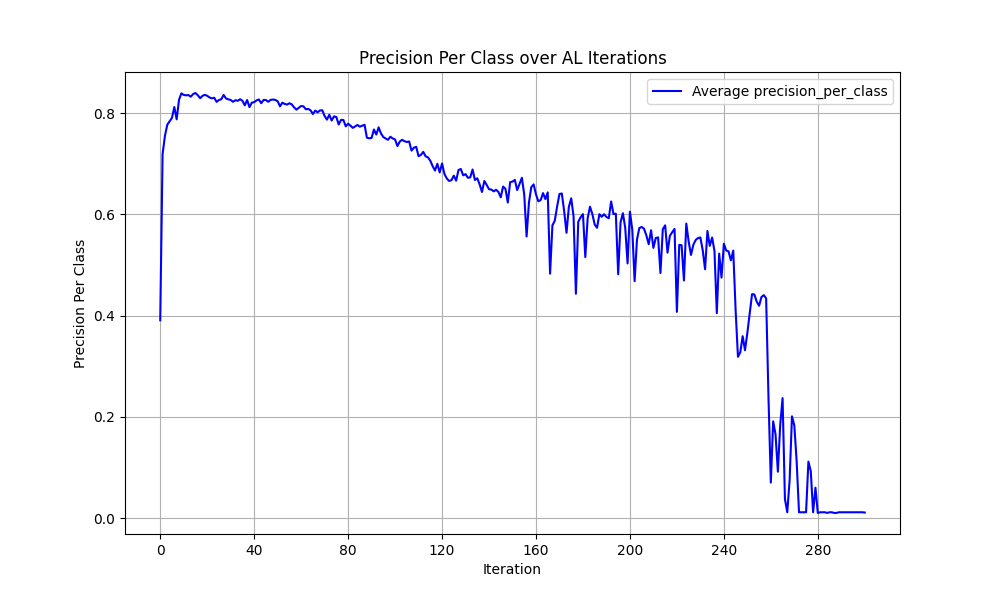 Precision Per Class over AL Iterations
Average precision_per_class
Precision Per Class
0.8
0.6
0.4
0.2
0.0
0 40 80 120 160 200 240 280
Iteration